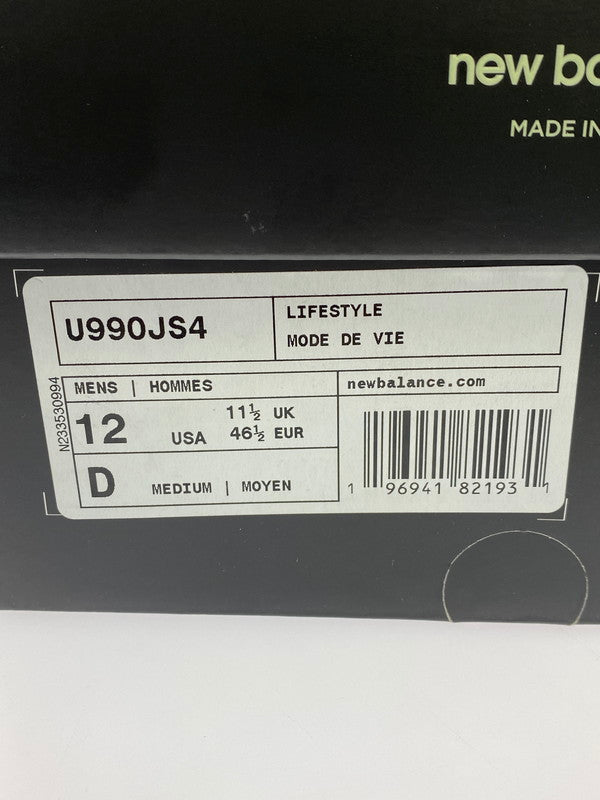 new ba
MADE IN
U990JS4
LIFESTYLE
MODE DE VIE
N233530994
MENS | HOMMES
newbalance.com
12 USA
11½ UK
46½ EUR
D MEDIUM | MOYEN
1 96941 82193 1